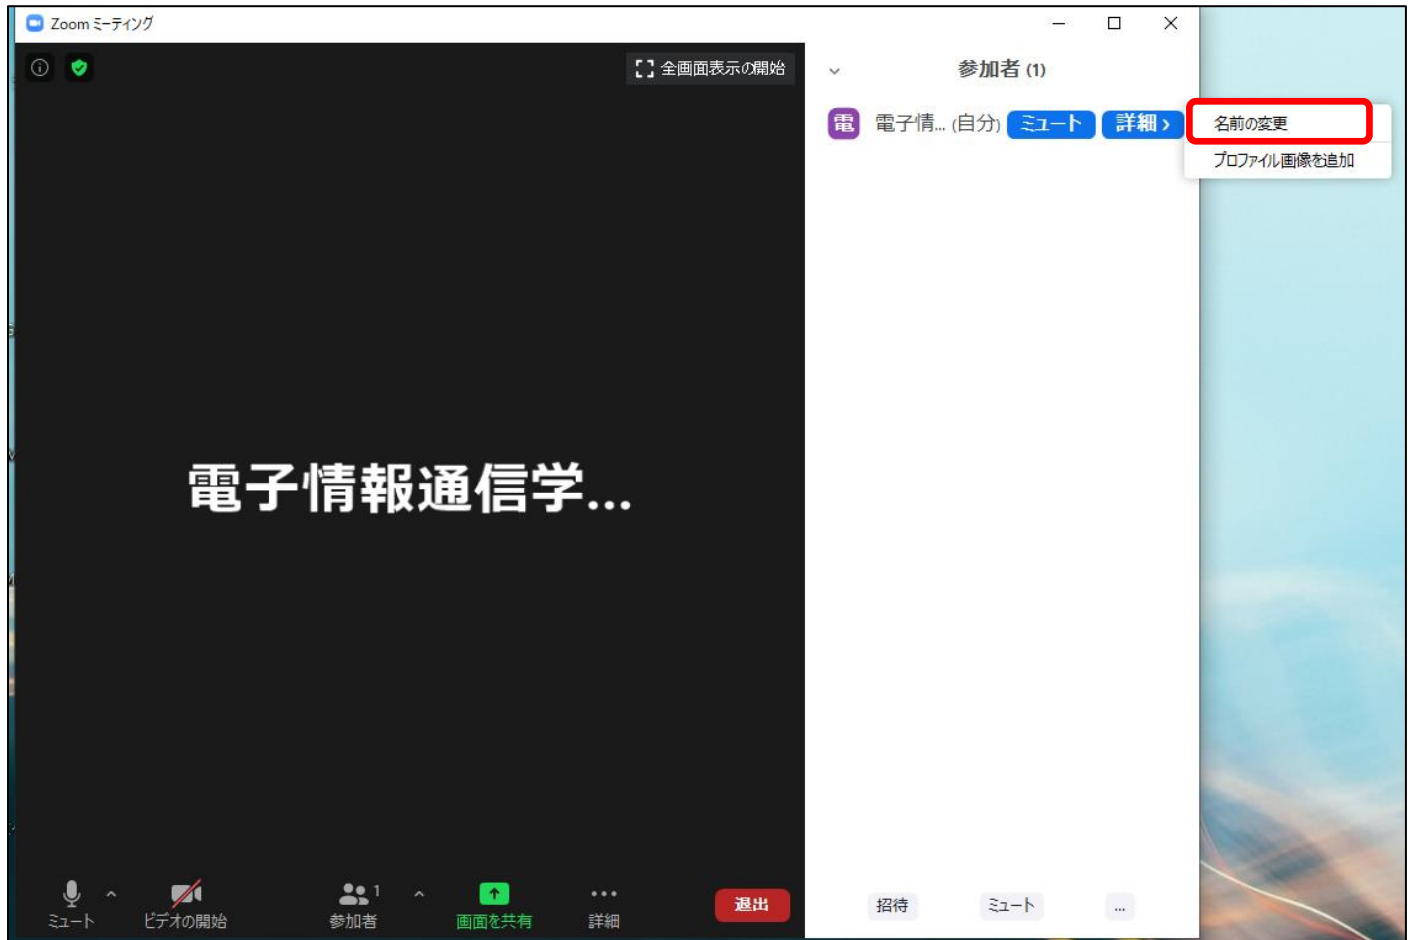 Zoom ミーティング
全画面表示の開始
参加者 (1)
電 電子情... (自分) ミュート 詳細 >
名前の変更
プロファイル画像を追加
電子情報通信学...
ミュート
ビデオの開始
1
参加者
画面を共有
詳細
退出
招待
ミュート
...